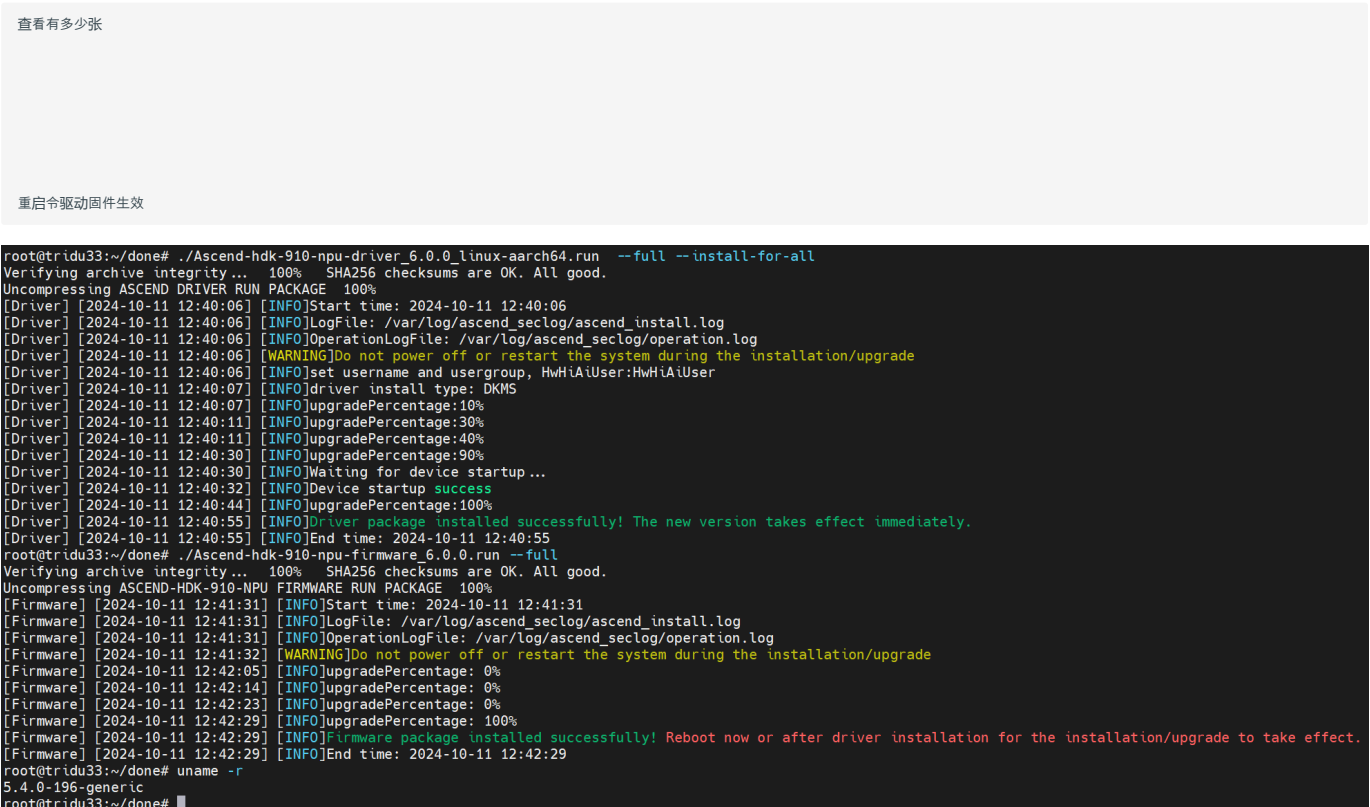 查看有多少张
重启令驱动固件生效
root@tridu33:~/done# ./Ascend-hdk-910-npu-driver_6.0.0_linux-aarch64.run  --full --install-for-all
Verifying archive integrity...  100%   SHA256 checksums are OK. All good.
Uncompressing ASCEND DRIVER RUN PACKAGE  100%
[Driver] [2024-10-11 12:40:06] [INFO]Start time: 2024-10-11 12:40:06
[Driver] [2024-10-11 12:40:06] [INFO]LogFile: /var/log/ascend_seclog/ascend_install.log
[Driver] [2024-10-11 12:40:06] [INFO]OperationLogFile: /var/log/ascend_seclog/operation.log
[Driver] [2024-10-11 12:40:06] [WARNING]Do not power off or restart the system during the installation/upgrade
[Driver] [2024-10-11 12:40:06] [INFO]set username and usergroup, HwHiAiUser:HwHiAiUser
[Driver] [2024-10-11 12:40:07] [INFO]driver install type: DKMS
[Driver] [2024-10-11 12:40:07] [INFO]upgradePercentage:10%
[Driver] [2024-10-11 12:40:11] [INFO]upgradePercentage:30%
[Driver] [2024-10-11 12:40:11] [INFO]upgradePercentage:40%
[Driver] [2024-10-11 12:40:30] [INFO]upgradePercentage:90%
[Driver] [2024-10-11 12:40:30] [INFO]Waiting for device startup...
[Driver] [2024-10-11 12:40:32] [INFO]Device startup success
[Driver] [2024-10-11 12:40:44] [INFO]upgradePercentage:100%
[Driver] [2024-10-11 12:40:55] [INFO]Driver package installed successfully! The new version takes effect immediately.
[Driver] [2024-10-11 12:40:55] [INFO]End time: 2024-10-11 12:40:55
root@tridu33:~/done# ./Ascend-hdk-910-npu-firmware_6.0.0.run --full
Verifying archive integrity...  100%   SHA256 checksums are OK. All good.
Uncompressing ASCEND-HDK-910-NPU FIRMWARE RUN PACKAGE  100%
[Firmware] [2024-10-11 12:41:31] [INFO]Start time: 2024-10-11 12:41:31
[Firmware] [2024-10-11 12:41:31] [INFO]LogFile: /var/log/ascend_seclog/ascend_install.log
[Firmware] [2024-10-11 12:41:31] [INFO]OperationLogFile: /var/log/ascend_seclog/operation.log
[Firmware] [2024-10-11 12:41:32] [WARNING]Do not power off or restart the system during the installation/upgrade
[Firmware] [2024-10-11 12:42:05] [INFO]upgradePercentage: 0%
[Firmware] [2024-10-11 12:42:14] [INFO]upgradePercentage: 0%
[Firmware] [2024-10-11 12:42:23] [INFO]upgradePercentage: 0%
[Firmware] [2024-10-11 12:42:29] [INFO]upgradePercentage: 100%
[Firmware] [2024-10-11 12:42:29] [INFO]Firmware package installed successfully! Reboot now or after driver installation for the installation/upgrade to take effect.
[Firmware] [2024-10-11 12:42:29] [INFO]End time: 2024-10-11 12:42:29
root@tridu33:~/done# uname -r
5.4.0-196-generic
root@tridu33:~/done#